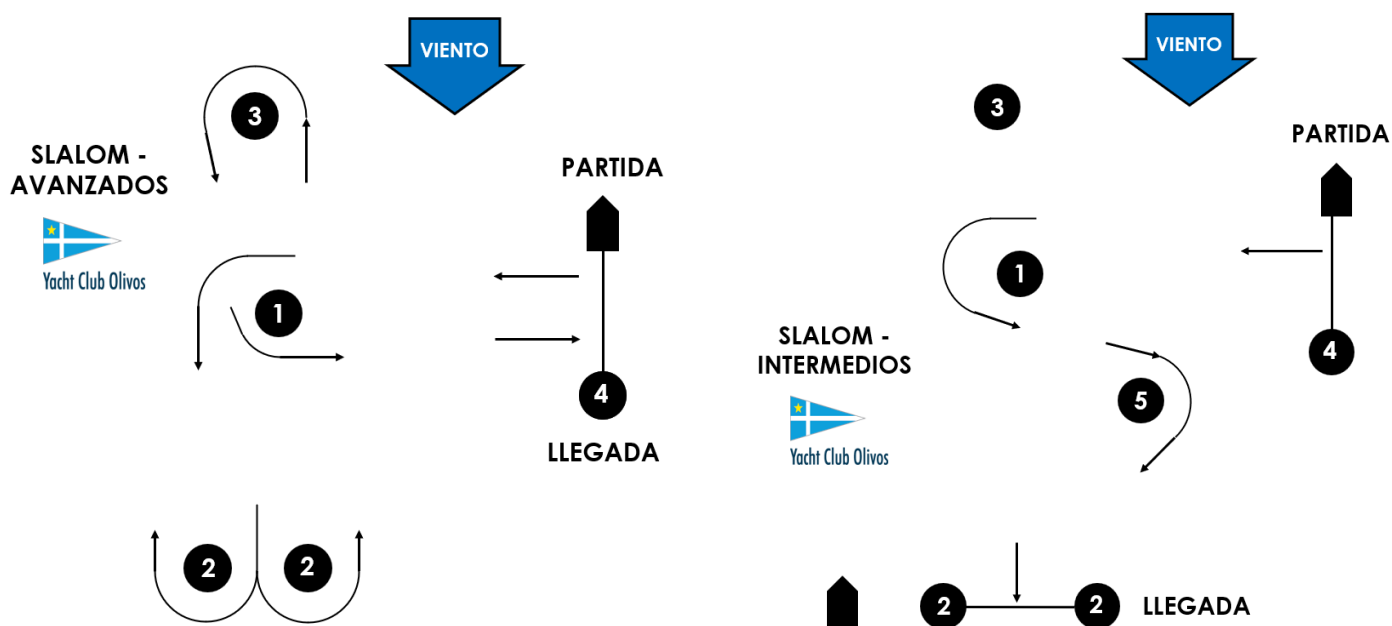 VIENTO
3
SLALOM -
AVANZADOS
Yacht Club Olivos
PARTIDA
1
4
LLEGADA
2
2
VIENTO
3
PARTIDA
1
4
SLALOM -
INTERMEDIOS
Yacht Club Olivos
5
2
2
LLEGADA